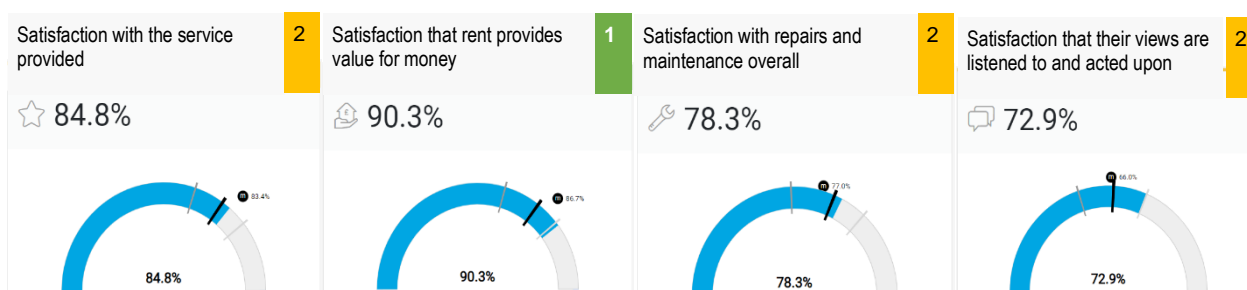 Satisfaction with the service
provided
2
84.8%
m 83.4%
84.8%
Satisfaction that rent provides
value for money
1
£
90.3%
m 86.7%
90.3%
Satisfaction with repairs and
maintenance overall
2
78.3%
m 77.0%
78.3%
Satisfaction that their views are
listened to and acted upon
2
72.9%
m 66.0%
72.9%